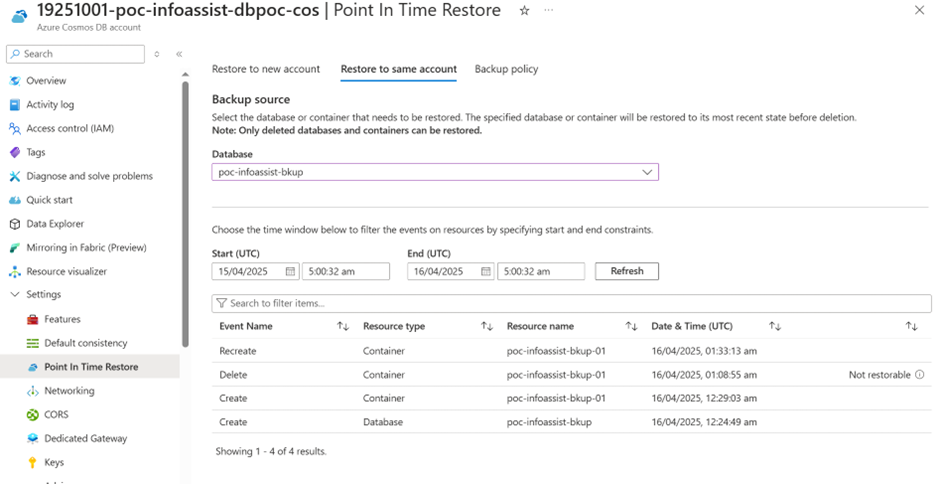 19251001-poc-infoassist-dbpoc-cos | Point In Time Restore
Azure Cosmos DB account
Search
Overview
Activity log
Access control (IAM)
Tags
Diagnose and solve problems
Quick start
Data Explorer
Mirroring in Fabric (Preview)
Resource visualizer
Settings
Features
Default consistency
Point In Time Restore
Networking
CORS
Dedicated Gateway
Keys
Restore to new account Restore to same account Backup policy
Backup source
Select the database or container that needs to be restored. The specified database or container will be restored to its most recent state before deletion.
Note: Only deleted databases and containers can be restored.
Database
poc-infoassist-bkup
Choose the time window below to filter the events on resources by specifying start and end constraints.
Start (UTC) End (UTC)
15/04/2025 5:00:32 am 16/04/2025 5:00:32 am Refresh
Search to filter items...
Event Name Resource type Resource name Date & Time (UTC)
Recreate Container poc-infoassist-bkup-01 16/04/2025, 01:33:13 am
Delete Container poc-infoassist-bkup-01 16/04/2025, 01:08:55 am Not restorable
Create Container poc-infoassist-bkup-01 16/04/2025, 12:29:03 am
Create Database poc-infoassist-bkup 16/04/2025, 12:24:49 am
Showing 1 - 4 of 4 results.